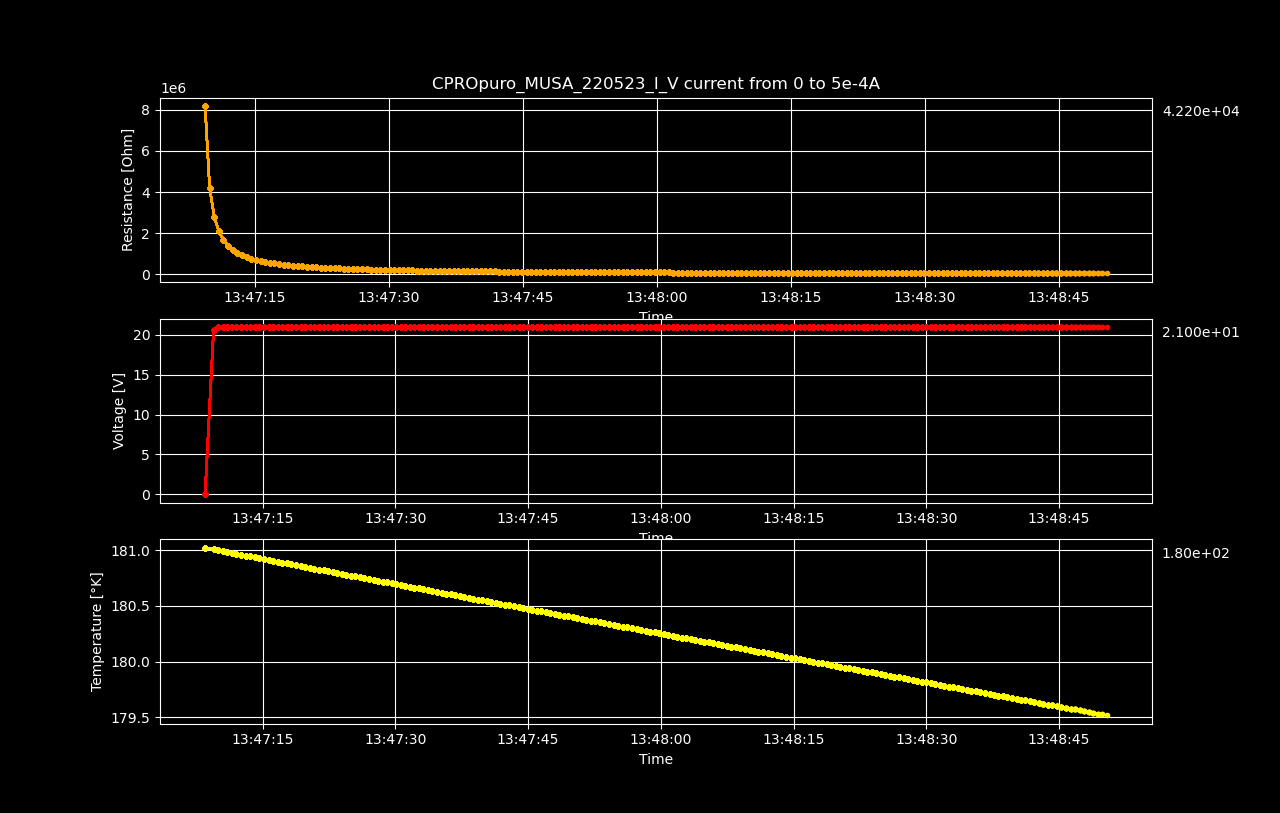 CPROpuro_MUSA_220523_I_V current from 0 to 5e-4A
1e6
4.220e+04
Resistance [Ohm]
8
6
4
2
0
13:47:15 13:47:30 13:47:45 13:48:00 13:48:15 13:48:30 13:48:45
Time
2.100e+01
Voltage [V]
20
15
10
5
0
13:47:15 13:47:30 13:47:45 13:48:00 13:48:15 13:48:30 13:48:45
Time
1.80e+02
Temperature [°K]
181.0
180.5
180.0
179.5
13:47:15 13:47:30 13:47:45 13:48:00 13:48:15 13:48:30 13:48:45
Time